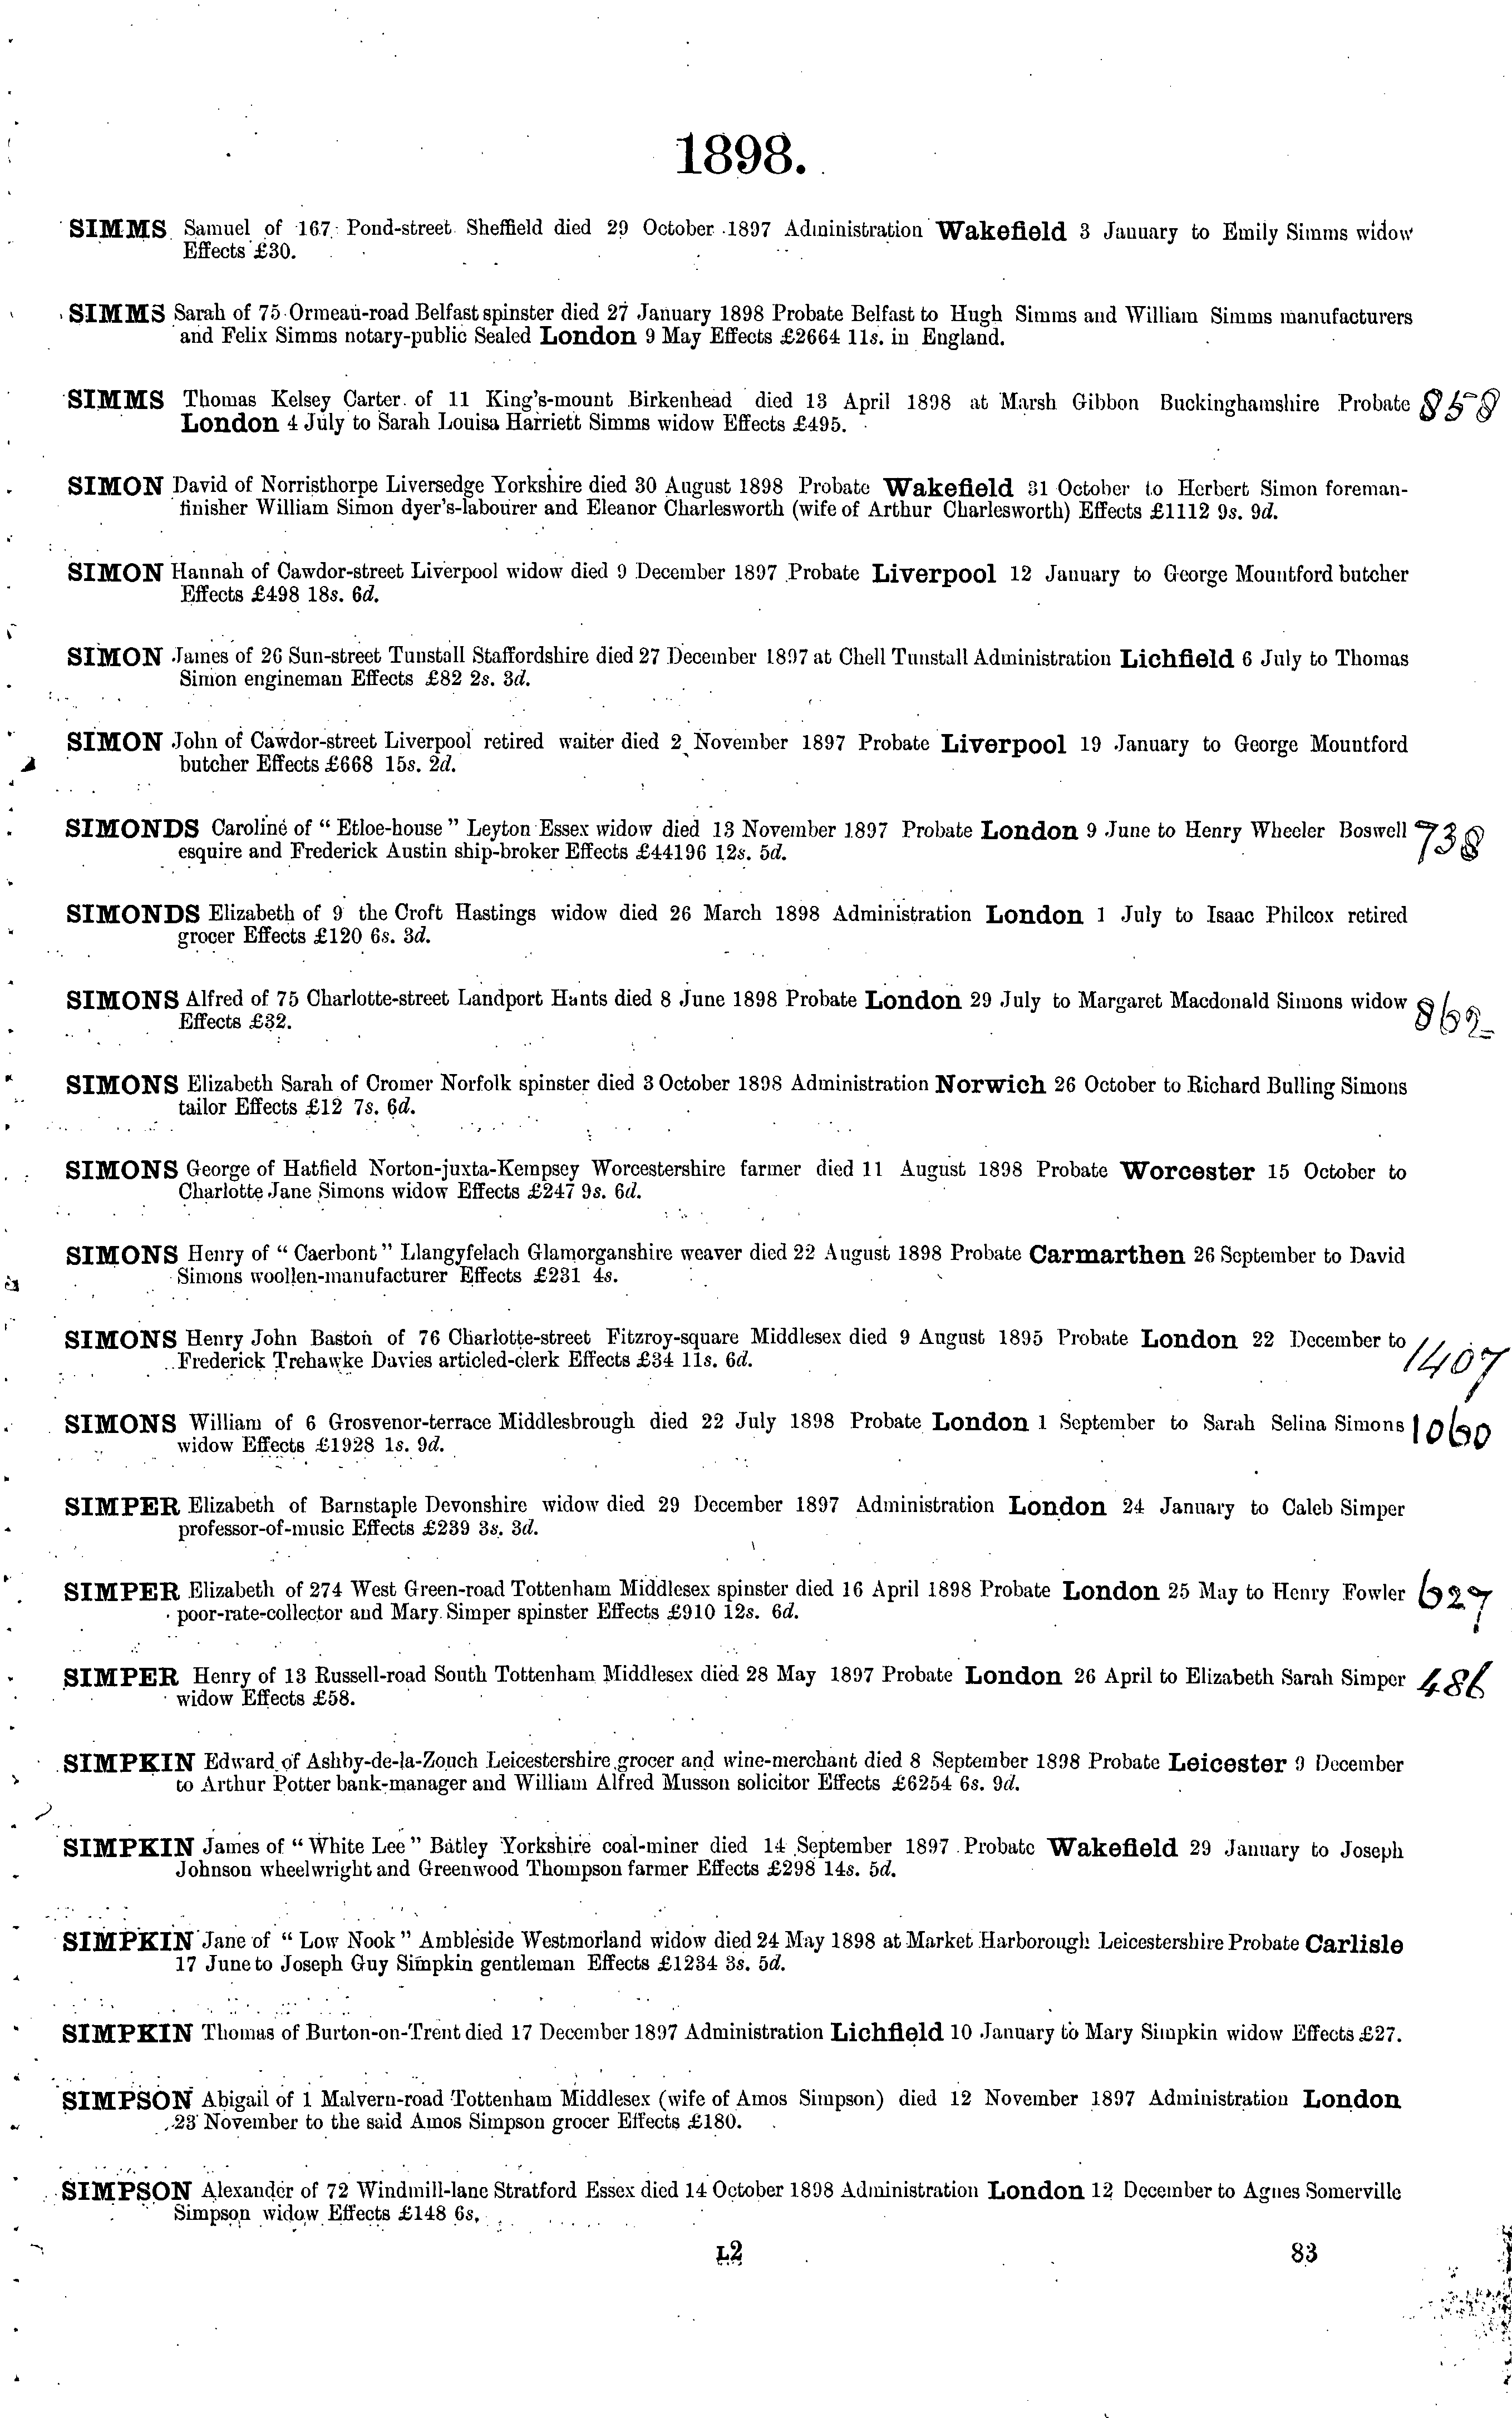 1898.
SIMMS Samuel of 167 Pond-street Sheffield died 29 October 1897 Administration Wakefield 3 January to Emily Simms widow
Effects £30.
SIMMS Sarah of 75 Ormeau-road Belfast spinster died 27 January 1898 Probate Belfast to Hugh Simms and William Simms manufacturers
and Felix Simms notary-public Sealed London 9 May Effects £2664 11s. in England.
SIMMS Thomas Kelsey Carter of 11 King's-mount Birkenhead died 13 April 1898 at Marsh Gibbon Buckinghamshire Probate 858
London 4 July to Sarah Louisa Harriett Simms widow Effects £495.
SIMON David of Norristhorpe Liversedge Yorkshire died 30 August 1898 Probate Wakefield 31 October to Herbert Simon foreman-
finisher William Simon dyer's-labourer and Eleanor Charlesworth (wife of Arthur Charlesworth) Effects £1112 9s. 9d.
SIMON Hannah of Cawdor-street Liverpool widow died 9 December 1897 Probate Liverpool 12 January to George Mountford butcher
Effects £498 18s. 6d.
SIMON James of 26 Sun-street Tunstall Staffordshire died 27 December 1897 at Chell Tunstall Administration Lichfield 6 July to Thomas
Simon engineman Effects £82 2s. 3d.
SIMON John of Cawdor-street Liverpool retired waiter died 2 November 1897 Probate Liverpool 19 January to George Mountford
butcher Effects £668 15s. 2d.
SIMONDS Caroline of "Etloe-house" Leyton Essex widow died 13 November 1897 Probate London 9 June to Henry Wheeler Boswell 738
esquire and Frederick Austin ship-broker Effects £44196 12s. 5d.
SIMONDS Elizabeth of 9 the Croft Hastings widow died 26 March 1898 Administration London 1 July to Isaac Philcox retired
grocer Effects £120 6s. 3d.
SIMONS Alfred of 75 Charlotte-street Landport Hants died 8 June 1898 Probate London 29 July to Margaret Macdonald Simons widow 862
Effects £32.
SIMONS Elizabeth Sarah of Cromer Norfolk spinster died 3 October 1898 Administration Norwich 26 October to Richard Bulling Simons
tailor Effects £12 7s. 6d.
SIMONS George of Hatfield Norton-juxta-Kempsey Worcestershire farmer died 11 August 1898 Probate Worcester 15 October to
Charlotte Jane Simons widow Effects £247 9s. 6d.
SIMONS Henry of "Caerbont" Llangyfelach Glamorganshire weaver died 22 August 1898 Probate Carmarthen 26 September to David
Simons woollen-manufacturer Effects £231 4s.
SIMONS Henry John Baston of 76 Charlotte-street Fitzroy-square Middlesex died 9 August 1895 Probate London 22 December to 1407
Frederick Trehawke Davies articled-clerk Effects £34 11s. 6d.
SIMONS William of 6 Grosvenor-terrace Middlesbrough died 22 July 1898 Probate London 1 September to Sarah Selina Simons 1060
widow Effects £1928 1s. 9d.
SIMPER Elizabeth of Barnstaple Devonshire widow died 29 December 1897 Administration London 24 January to Caleb Simper
professor-of-music Effects £239 3s. 3d.
SIMPER Elizabeth of 274 West Green-road Tottenham Middlesex spinster died 16 April 1898 Probate London 25 May to Henry Fowler 627
poor-rate-collector and Mary Simper spinster Effects £910 12s. 6d.
SIMPER Henry of 13 Russell-road South Tottenham Middlesex died 28 May 1897 Probate London 26 April to Elizabeth Sarah Simper 486
widow Effects £58.
SIMPKIN Edward of Ashby-de-la-Zouch Leicestershire grocer and wine-merchant died 8 September 1898 Probate Leicester 9 December
to Arthur Potter bank-manager and William Alfred Musson solicitor Effects £6254 6s. 9d.
SIMPKIN James of "White Lee" Batley Yorkshire coal-miner died 14 September 1897 Probate Wakefield 29 January to Joseph
Johnson wheelwright and Greenwood Thompson farmer Effects £298 14s. 5d.
SIMPKIN Jane of "Low Nook" Ambleside Westmorland widow died 24 May 1898 at Market Harborough Leicestershire Probate Carlisle
17 June to Joseph Guy Simpkin gentleman Effects £1234 3s. 5d.
SIMPKIN Thomas of Burton-on-Trent died 17 December 1897 Administration Lichfield 10 January to Mary Simpkin widow Effects £27.
SIMPSON Abigail of 1 Malvern-road Tottenham Middlesex (wife of Amos Simpson) died 12 November 1897 Administration London
23 November to the said Amos Simpson grocer Effects £180.
SIMPSON Alexander of 72 Windmill-lane Stratford Essex died 14 October 1898 Administration London 12 December to Agnes Somerville
Simpson widow Effects £148 6s.
L2 83